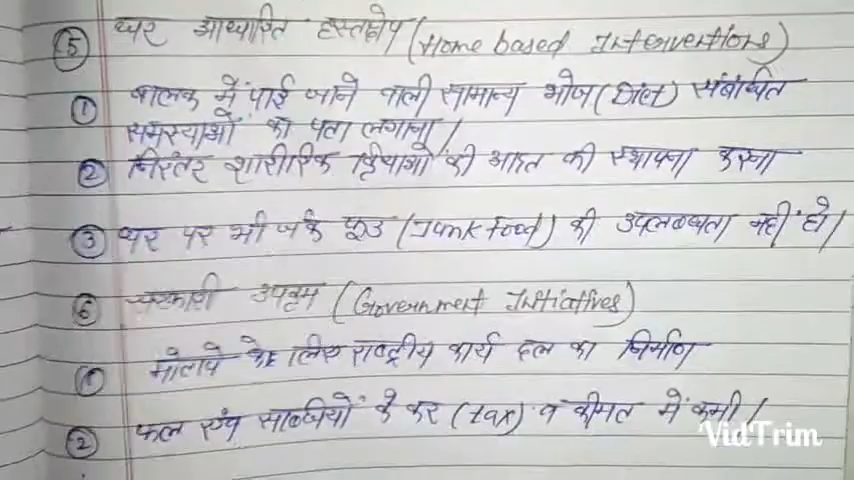 ⑤ घर आधारित हस्तक्षेप (Home based Interventions)
① बालक में पाई जाने वाली सामान्य भोज (Diet) संबंधित
समस्याओं का पता लगाना।
② निरंतर शारीरिक क्रियाओं की आदत की स्थापना करना
③ घर पर भी जंक फूड (Junk food) की उपलब्धता नहीं हो।
⑥ सरकारी उपक्रम (Government Initiatives)
① मोटापे के लिए राष्ट्रीय कार्य दल का निर्माण
② फल एंव सब्जियों के कर (tax) व कीमत में कमी।
VidTrim